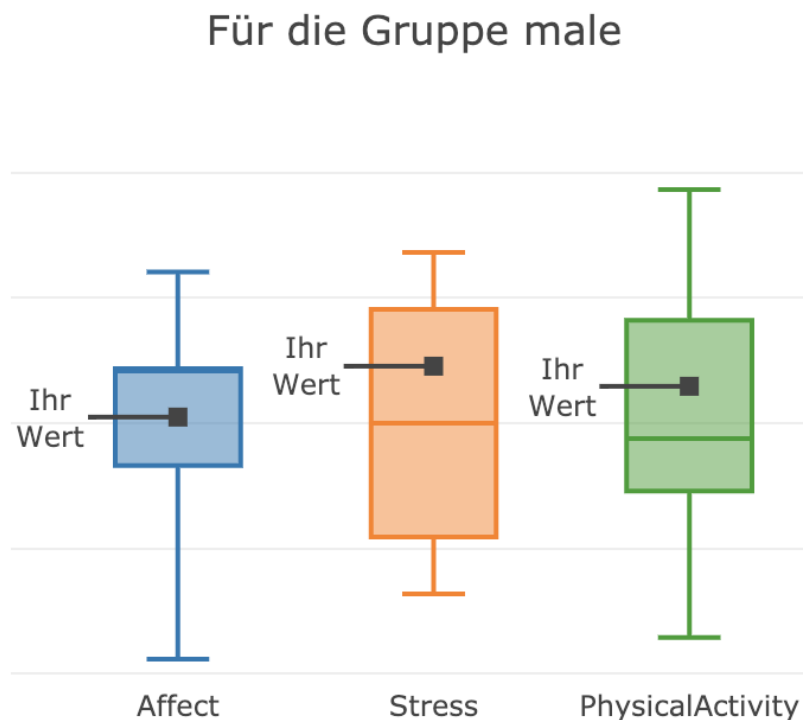 Für die Gruppe male
Ihr
Wert
Ihr
Wert
Ihr
Wert
Affect
Stress
PhysicalActivity